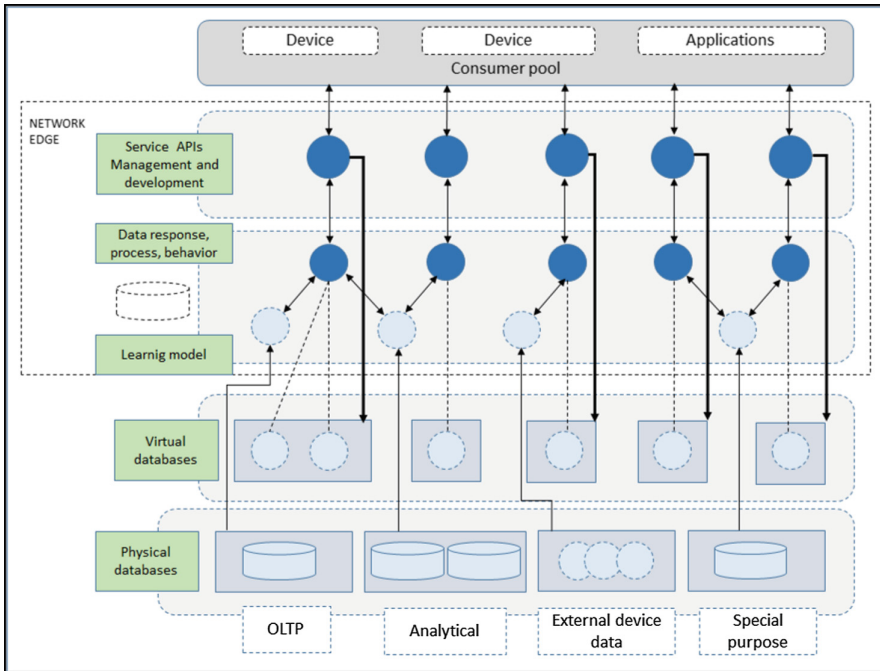 Device
Device
Applications
Consumer pool
NETWORK
EDGE
Service APIs
Management and
development
Data response,
process, behavior
Learnig model
Virtual
databases
Physical
databases
OLTP
Analytical
External device
data
Special
purpose